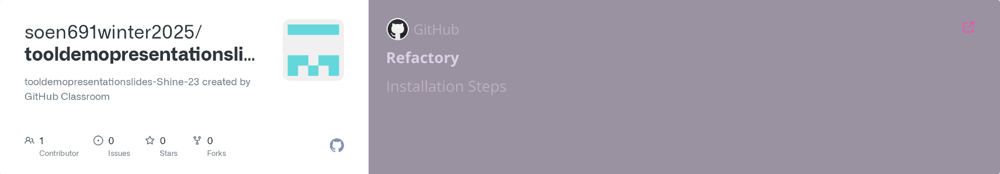 soen691winter2025/
tooldemopresentationsli...
tooldemopresentationslides-Shine-23 created by
GitHub Classroom
1
Contributor
0
Issues
0
Stars
0
Forks
GitHub
Refactory
Installation Steps